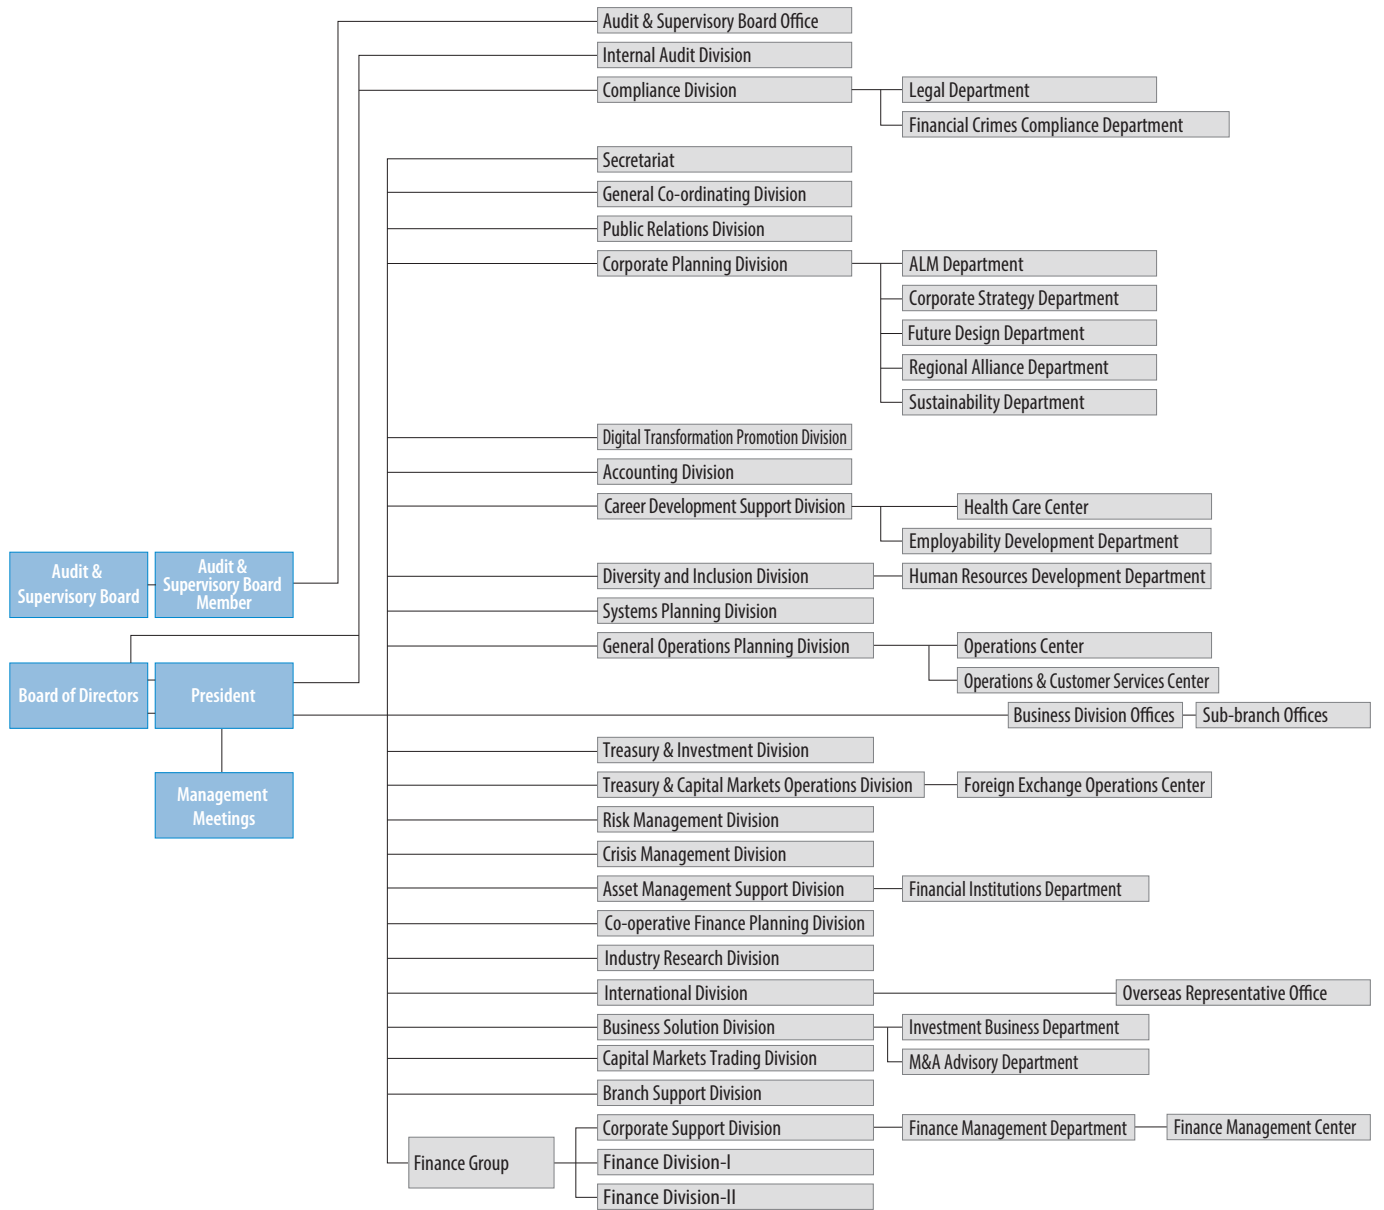 Audit & Supervisory Board Office
Internal Audit Division
Compliance Division
Legal Department
Financial Crimes Compliance Department
Secretariat
General Co-ordinating Division
Public Relations Division
Corporate Planning Division
ALM Department
Corporate Strategy Department
Future Design Department
Regional Alliance Department
Sustainability Department
Digital Transformation Promotion Division
Accounting Division
Career Development Support Division
Health Care Center
Employability Development Department
Audit &
Supervisory Board
Audit &
Supervisory Board
Member
Diversity and Inclusion Division
Human Resources Development Department
Systems Planning Division
General Operations Planning Division
Operations Center
Operations & Customer Services Center
Board of Directors
President
Business Division Offices
Sub-branch Offices
Treasury & Investment Division
Management
Meetings
Treasury & Capital Markets Operations Division
Foreign Exchange Operations Center
Risk Management Division
Crisis Management Division
Asset Management Support Division
Financial Institutions Department
Co-operative Finance Planning Division
Industry Research Division
International Division
Overseas Representative Office
Business Solution Division
Investment Business Department
M&A Advisory Department
Capital Markets Trading Division
Branch Support Division
Corporate Support Division
Finance Management Department
Finance Management Center
Finance Group
Finance Division-I
Finance Division-II